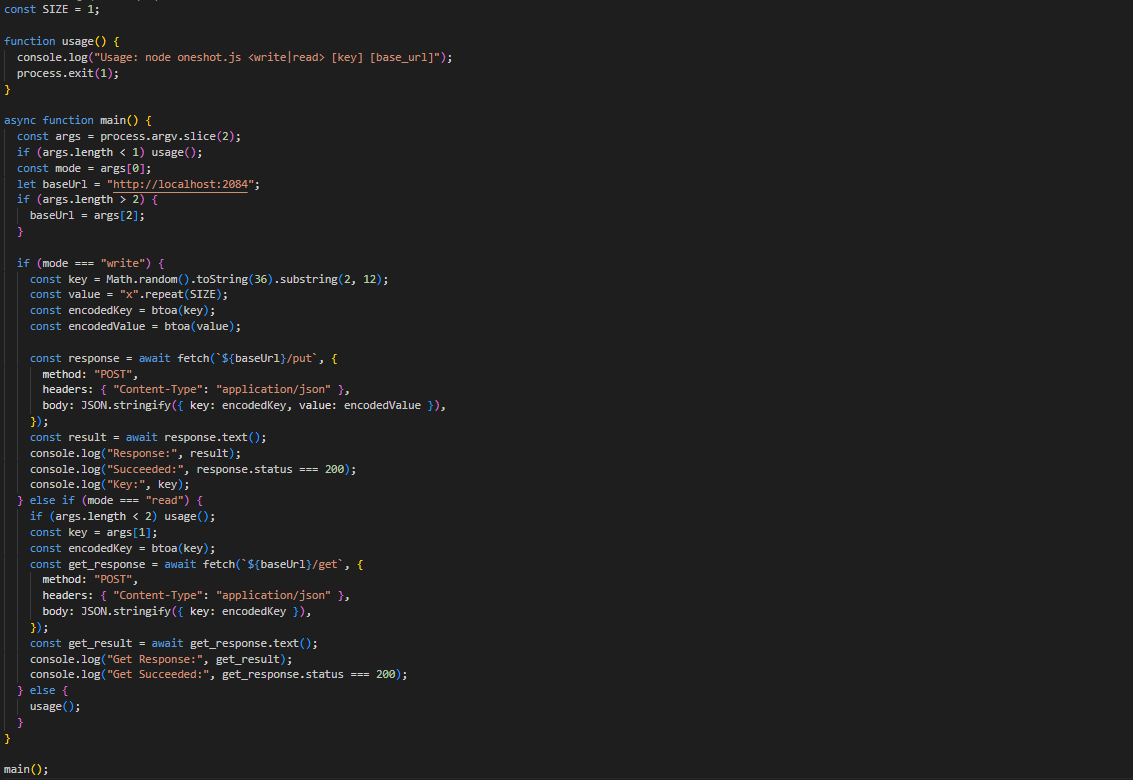 const SIZE = 1;
function usage() {
console.log("Usage: node oneshot.js <write|read> [key] [base_url]");
process.exit(1);
}
async function main() {
const args = process.argv.slice(2);
if (args.length < 1) usage();
const mode = args[0];
let baseUrl = "http://localhost:2084";
if (args.length > 2) {
baseUrl = args[2];
}
if (mode === "write") {
const key = Math.random().toString(36).substring(2, 12);
const value = "x".repeat(SIZE);
const encodedKey = btoa(key);
const encodedValue = btoa(value);
const response = await fetch(`${baseUrl}/put`, {
method: "POST",
headers: { "Content-Type": "application/json" },
body: JSON.stringify({ key: encodedKey, value: encodedValue }),
});
const result = await response.text();
console.log("Response:", result);
console.log("Succeeded:", response.status === 200);
console.log("Key:", key);
} else if (mode === "read") {
if (args.length < 2) usage();
const key = args[1];
const encodedKey = btoa(key);
const get_response = await fetch(`${baseUrl}/get`, {
method: "POST",
headers: { "Content-Type": "application/json" },
body: JSON.stringify({ key: encodedKey }),
});
const get_result = await get_response.text();
console.log("Get Response:", get_result);
console.log("Get Succeeded:", get_response.status === 200);
} else {
usage();
}
}
main();